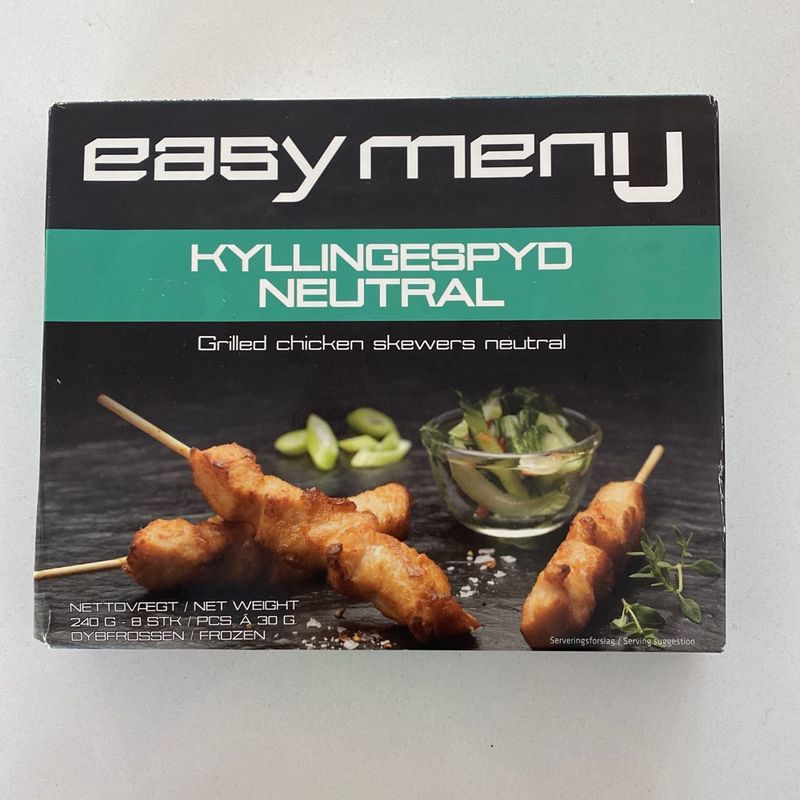 easy menu
KYLLINGESPYD
NEUTRAL
Grilled chicken skewers neutral
NETTOVÆGT / NET WEIGHT
240 G - 8 STK / PCS. Á 30 G
DYBFROSSEN / FROZEN
Serveringsforslag / Serving suggestion